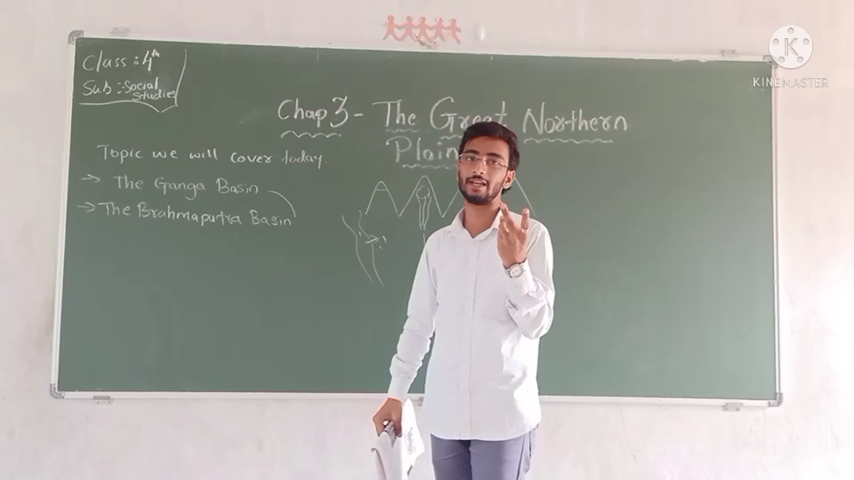 Class : 4th
Sub :- Social Studies
Chap 3 - The Great Northern
Plain
Topic we will cover today.
→ The Ganga Basin
→ The Brahmaputra Basin
K
KINEMASTER